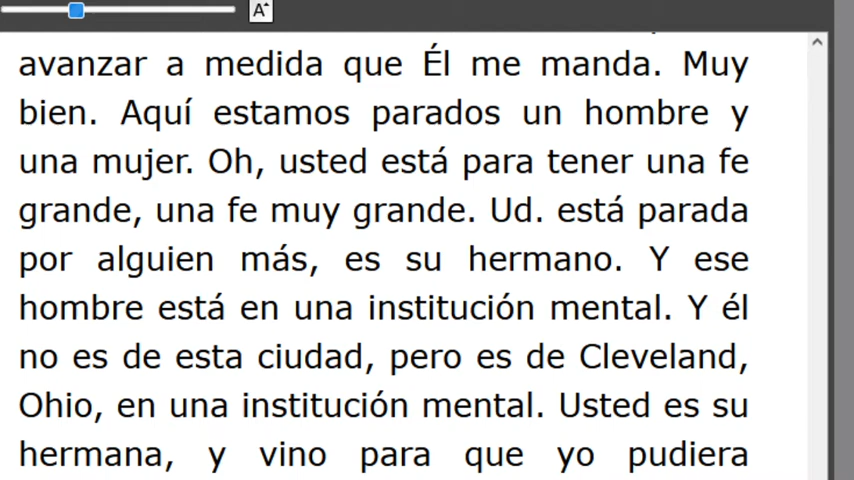 A
avanzar a medida que Él me manda. Muy
bien. Aquí estamos parados un hombre y
una mujer. Oh, usted está para tener una fe
grande, una fe muy grande. Ud. está parada
por alguien más, es su hermano. Y ese
hombre está en una institución mental. Y él
no es de esta ciudad, pero es de Cleveland,
Ohio, en una institución mental. Usted es su
hermana, y vino para que yo pudiera